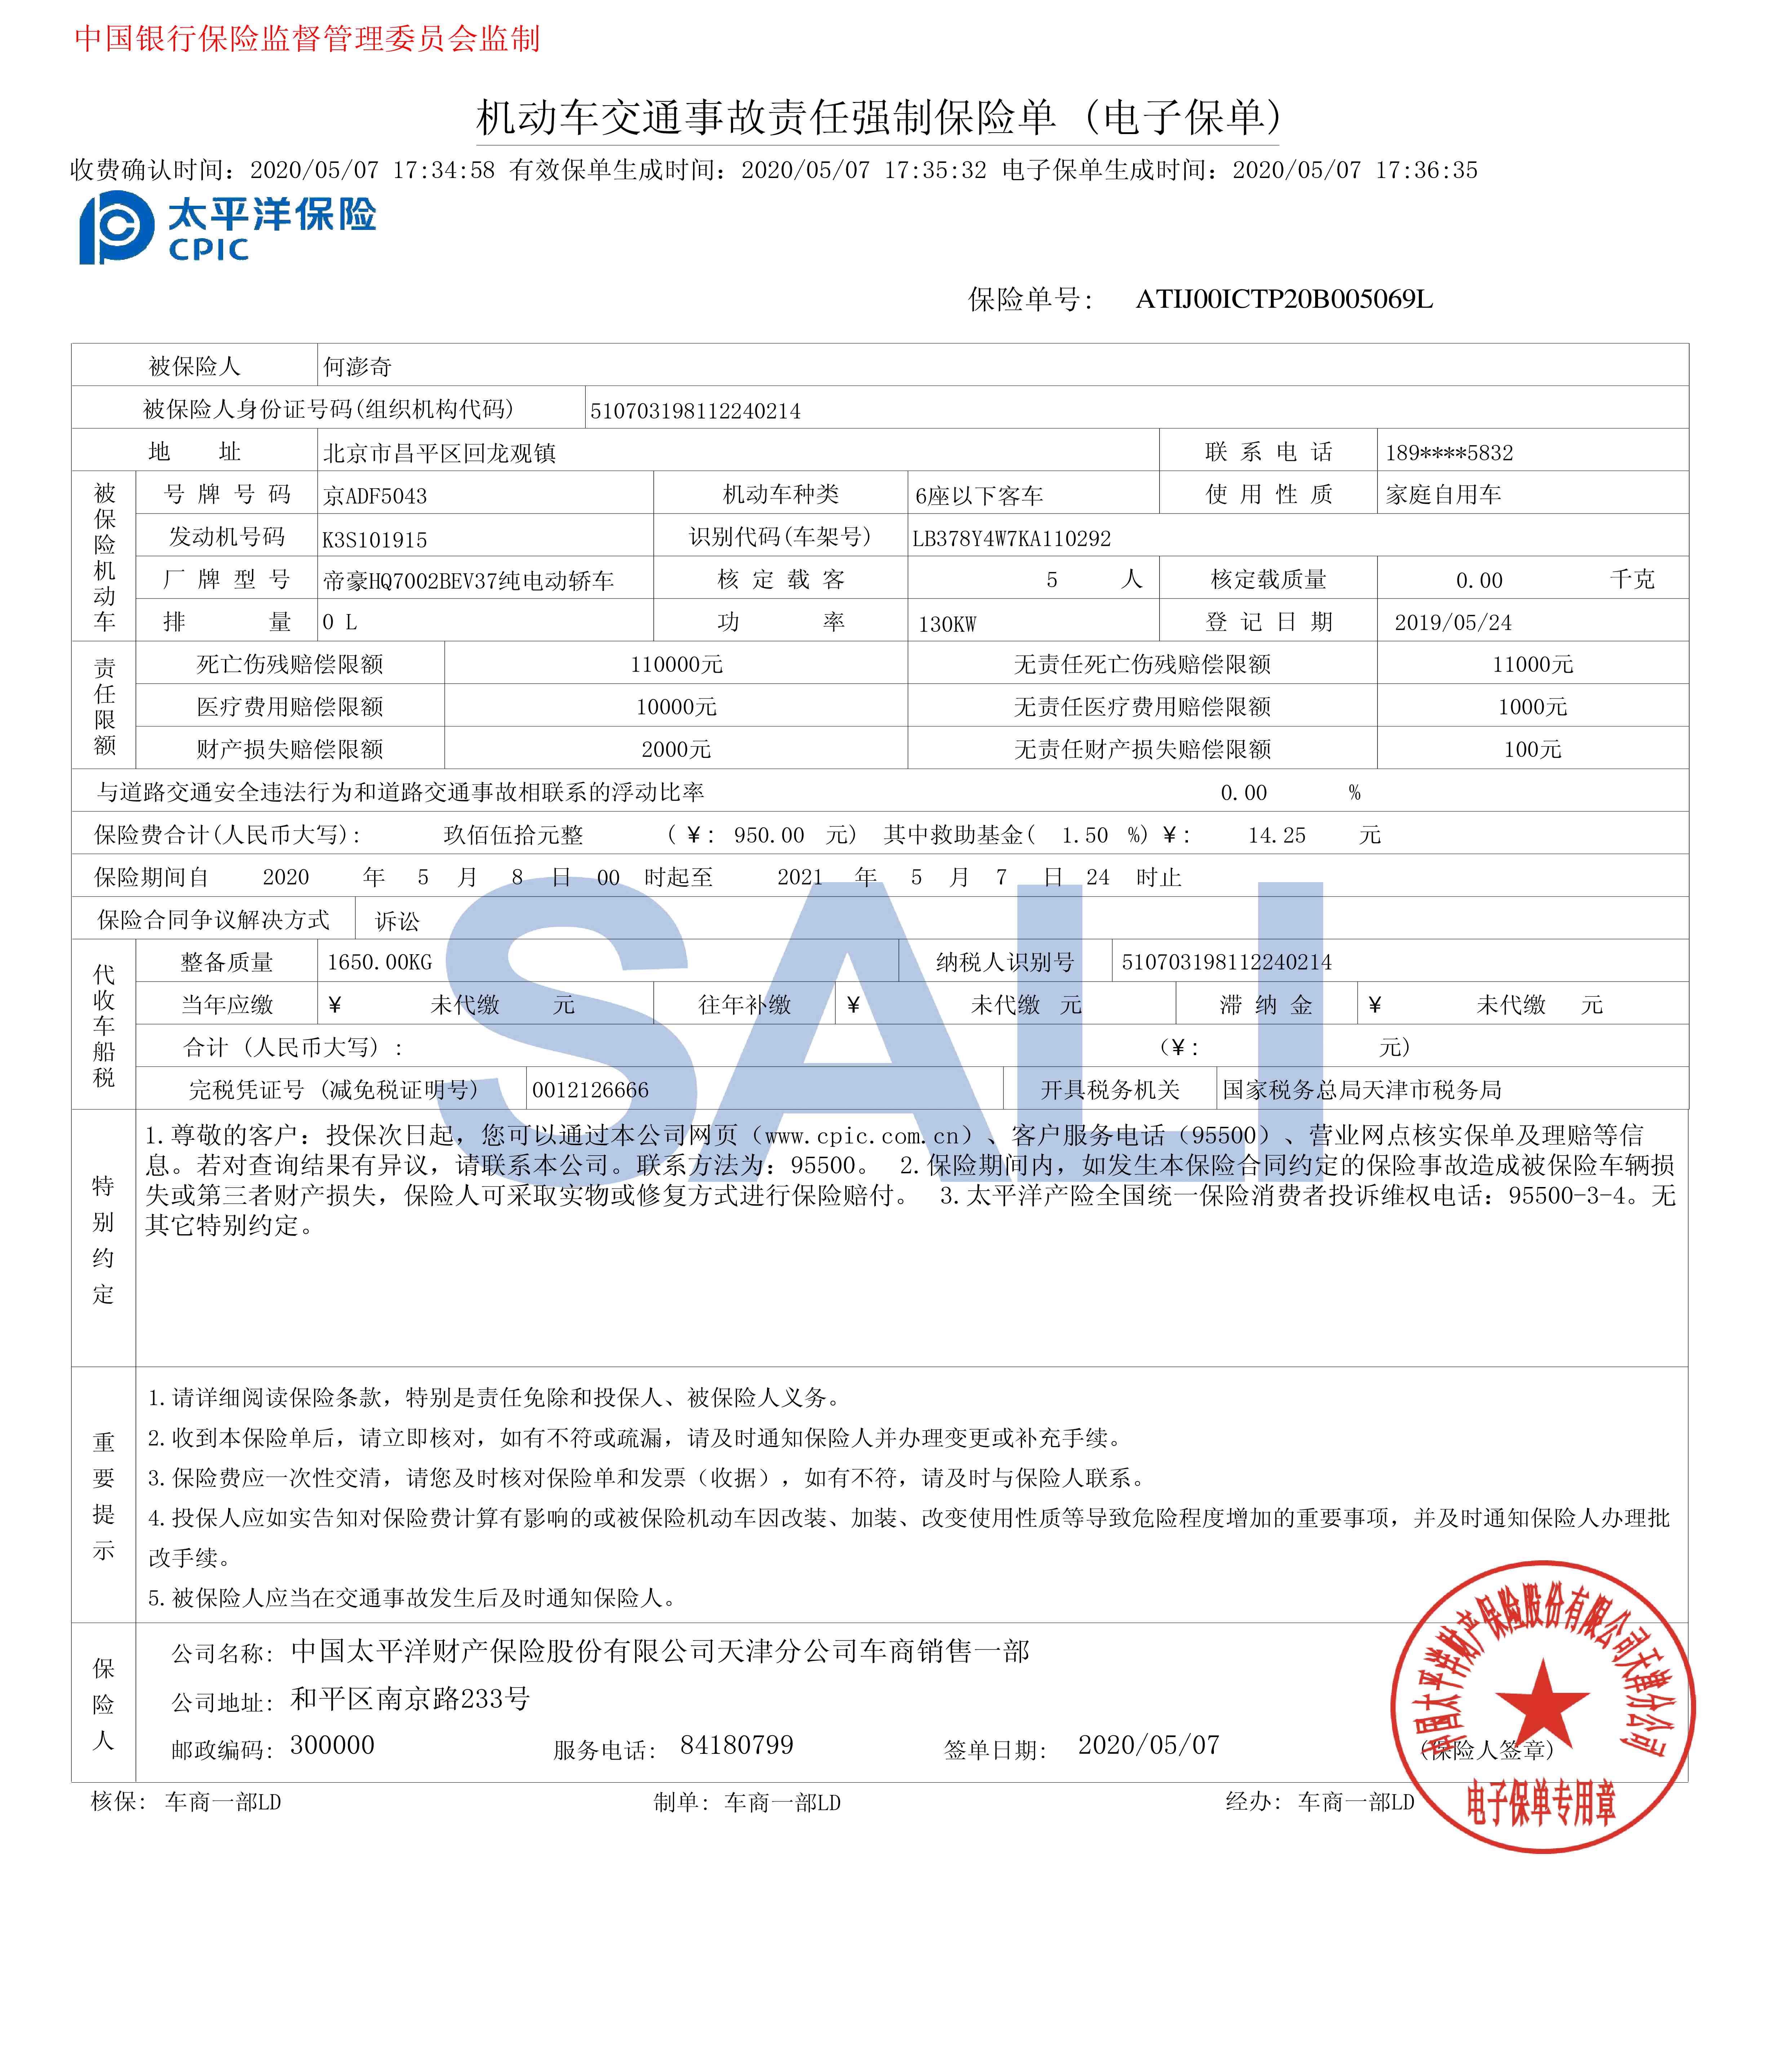 中国银行保险监督管理委员会监制
机动车交通事故责任强制保险单 (电子保单)
收费确认时间：2020/05/07 17:34:58 有效保单生成时间：2020/05/07 17:35:32 电子保单生成时间：2020/05/07 17:36:35
太平洋保险
CPIC
保险单号: ATIJ00ICTP20B005069L
被保险人 何澎奇
被保险人身份证号码(组织机构代码) 510703198112240214
地 址 北京市昌平区回龙观镇 联 系 电 话 189****5832
被保险机动车
号 牌 号 码 京ADF5043 机动车种类 6座以下客车 使 用 性 质 家庭自用车
发动机号码 K3S101915 识别代码(车架号) LB378Y4W7KA110292
厂 牌 型 号 帝豪HQ7002BEV37纯电动轿车 核 定 载 客 5 人 核定载质量 0.00 千克
排 量 0 L 功 率 130KW 登 记 日 期 2019/05/24
责任限额
死亡伤残赔偿限额 110000元 无责任死亡伤残赔偿限额 11000元
医疗费用赔偿限额 10000元 无责任医疗费用赔偿限额 1000元
财产损失赔偿限额 2000元 无责任财产损失赔偿限额 100元
与道路交通安全违法行为和道路交通事故相联系的浮动比率 0.00 %
保险费合计(人民币大写): 玖佰伍拾元整 (¥: 950.00 元) 其中救助基金( 1.50 %)¥: 14.25 元
保险期间自 2020 年 5 月 8 日 00 时起至 2021 年 5 月 7 日 24 时止
保险合同争议解决方式 诉讼
代收车船税
整备质量 1650.00KG 纳税人识别号 510703198112240214
当年应缴 ¥ 未代缴 元 往年补缴 ¥ 未代缴 元 滞 纳 金 ¥ 未代缴 元
合计 (人民币大写) : (¥: 元)
完税凭证号 (减免税证明号) 0012126666 开具税务机关 国家税务总局天津市税务局
SALI
特别约定
1.尊敬的客户：投保次日起，您可以通过本公司网页（www.cpic.com.cn）、客户服务电话（95500）、营业网点核实保单及理赔等信
息。若对查询结果有异议，请联系本公司。联系方法为：95500。 2.保险期间内，如发生本保险合同约定的保险事故造成被保险车辆损
失或第三者财产损失，保险人可采取实物或修复方式进行保险赔付。 3.太平洋产险全国统一保险消费者投诉维权电话：95500-3-4。无
其它特别约定。
重要提示
1.请详细阅读保险条款，特别是责任免除和投保人、被保险人义务。
2.收到本保险单后，请立即核对，如有不符或疏漏，请及时通知保险人并办理变更或补充手续。
3.保险费应一次性交清，请您及时核对保险单和发票（收据），如有不符，请及时与保险人联系。
4.投保人应如实告知对保险费计算有影响的或被保险机动车因改装、加装、改变使用性质等导致危险程度增加的重要事项，并及时通知保险人办理批
改手续。
5.被保险人应当在交通事故发生后及时通知保险人。
保险人
公司名称: 中国太平洋财产保险股份有限公司天津分公司车商销售一部
公司地址: 和平区南京路233号
邮政编码: 300000 服务电话: 84180799 签单日期: 2020/05/07 (保险人签章)
中国太平洋财产保险股份有限公司天津分公司
电子保单专用章
核保: 车商一部LD 制单: 车商一部LD 经办: 车商一部LD